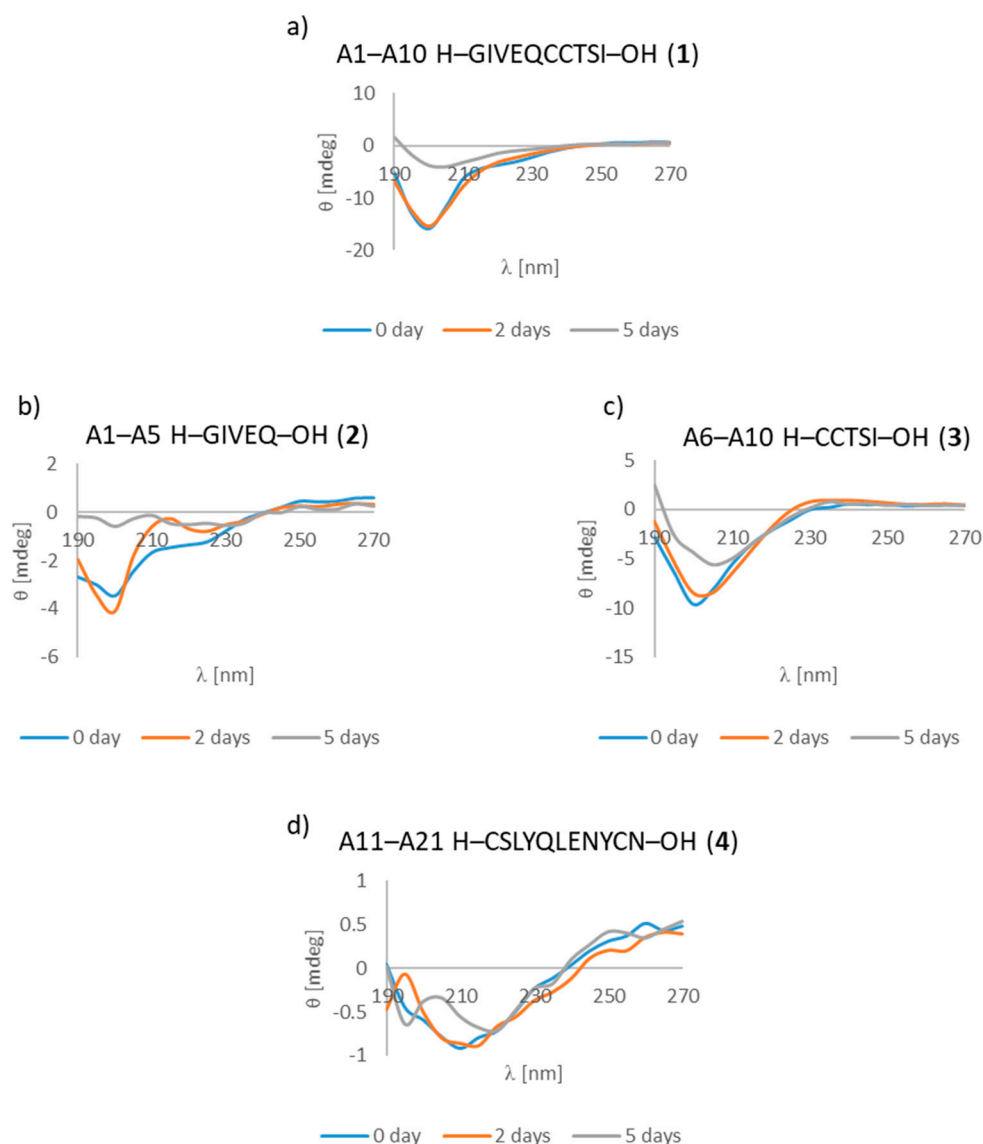 a)
A1–A10 H–GIVEQCCTSI–OH (1)
10
0
-10
-20
190 210 230 250 270
θ [mdeg]
λ [nm]
0 day 2 days 5 days
b)
A1–A5 H–GIVEQ–OH (2)
2
0
-2
-4
-6
190 210 230 250 270
θ [mdeg]
λ [nm]
0 day 2 days 5 days
c)
A6–A10 H–CCTSI–OH (3)
5
0
-5
-10
-15
190 210 230 250 270
θ [mdeg]
λ [nm]
0 day 2 days 5 days
d)
A11–A21 H–CSLYQLENYCN–OH (4)
1
0.5
0
-0.5
-1
190 210 230 250 270
θ [mdeg]
λ [nm]
0 day 2 days 5 days